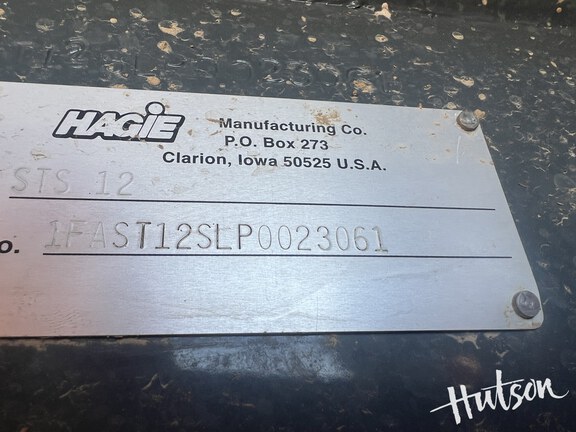 HAGIE Manufacturing Co.
P.O. Box 273
Clarion, Iowa 50525 U.S.A.
STS 12
o. 1FAST12SLP0023061
Hutson